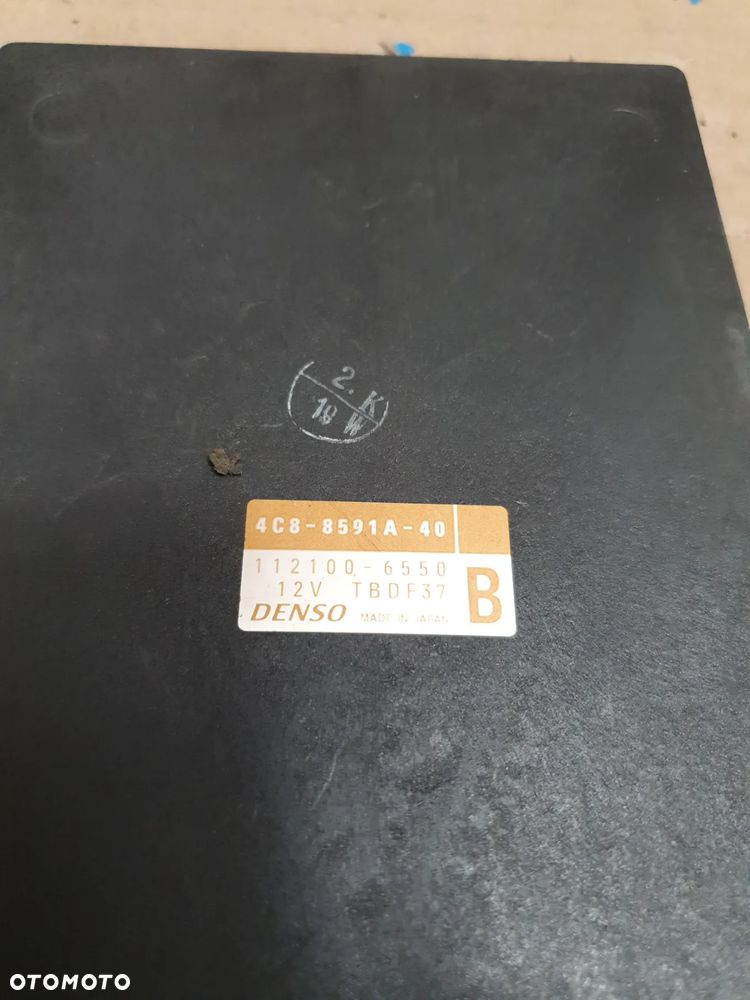 2.K
18 W
4C8-8591A-40
112100-6550
12V TBDF37 B
DENSO MADE IN JAPAN
OTOMOTO